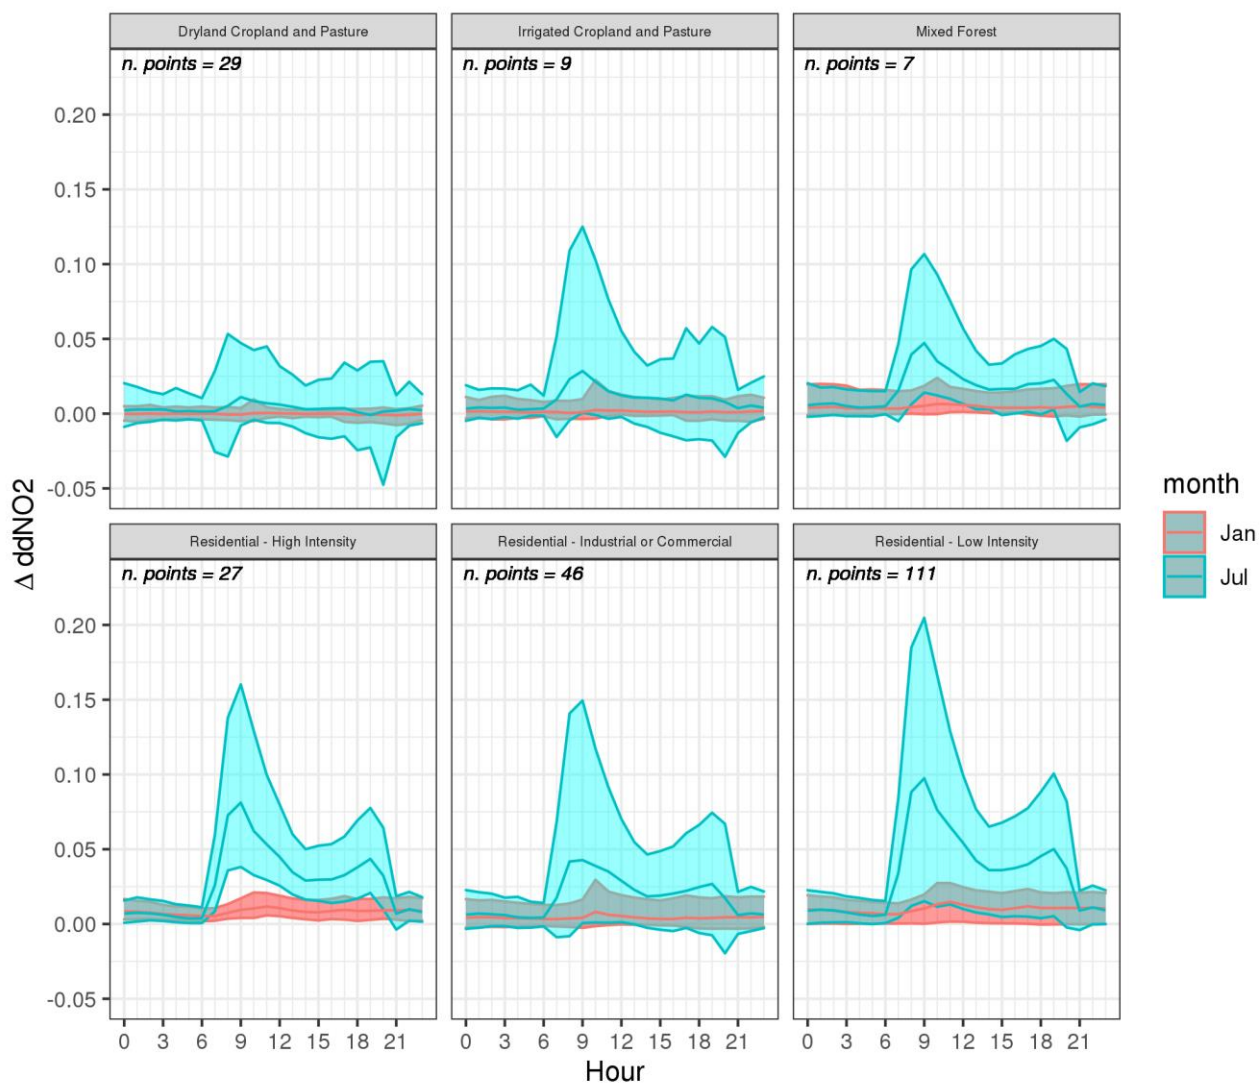 Dryland Cropland and Pasture
Irrigated Cropland and Pasture
Mixed Forest
n. points = 29
n. points = 9
n. points = 7
0.20
0.15
0.10
0.05
0.00
-0.05
Residential - High Intensity
Residential - Industrial or Commercial
Residential - Low Intensity
n. points = 27
n. points = 46
n. points = 111
0.20
0.15
0.10
0.05
0.00
-0.05
0 3 6 9 12 15 18 21
0 3 6 9 12 15 18 21
0 3 6 9 12 15 18 21
Hour
Δ ddNO2
month
Jan
Jul